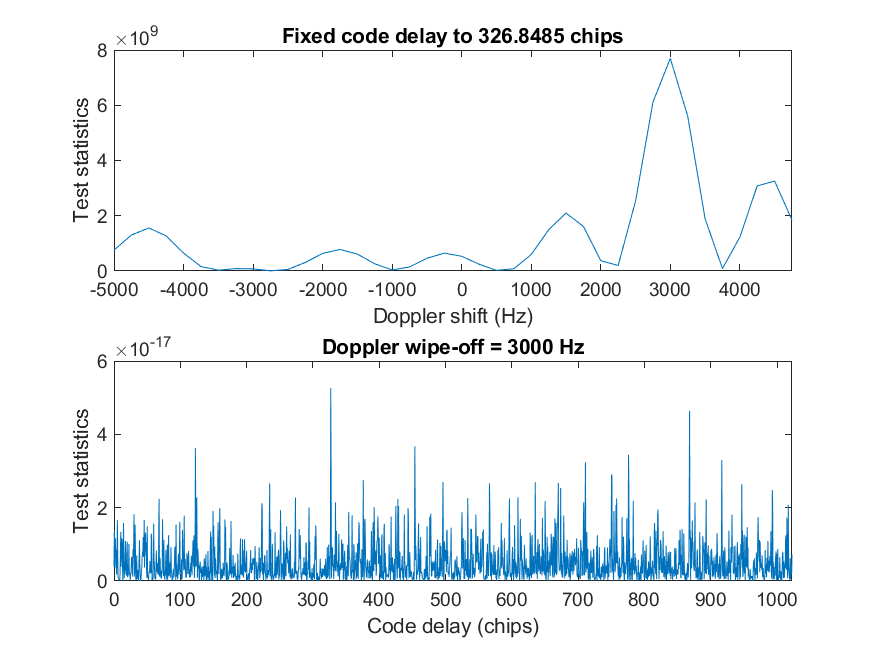 Fixed code delay to 326.8485 chips
×10^9
8
6
4
2
0
Test statistics
-5000 -4000 -3000 -2000 -1000 0 1000 2000 3000 4000
Doppler shift (Hz)
Doppler wipe-off = 3000 Hz
×10^-17
6
4
2
0
Test statistics
0 100 200 300 400 500 600 700 800 900 1000
Code delay (chips)